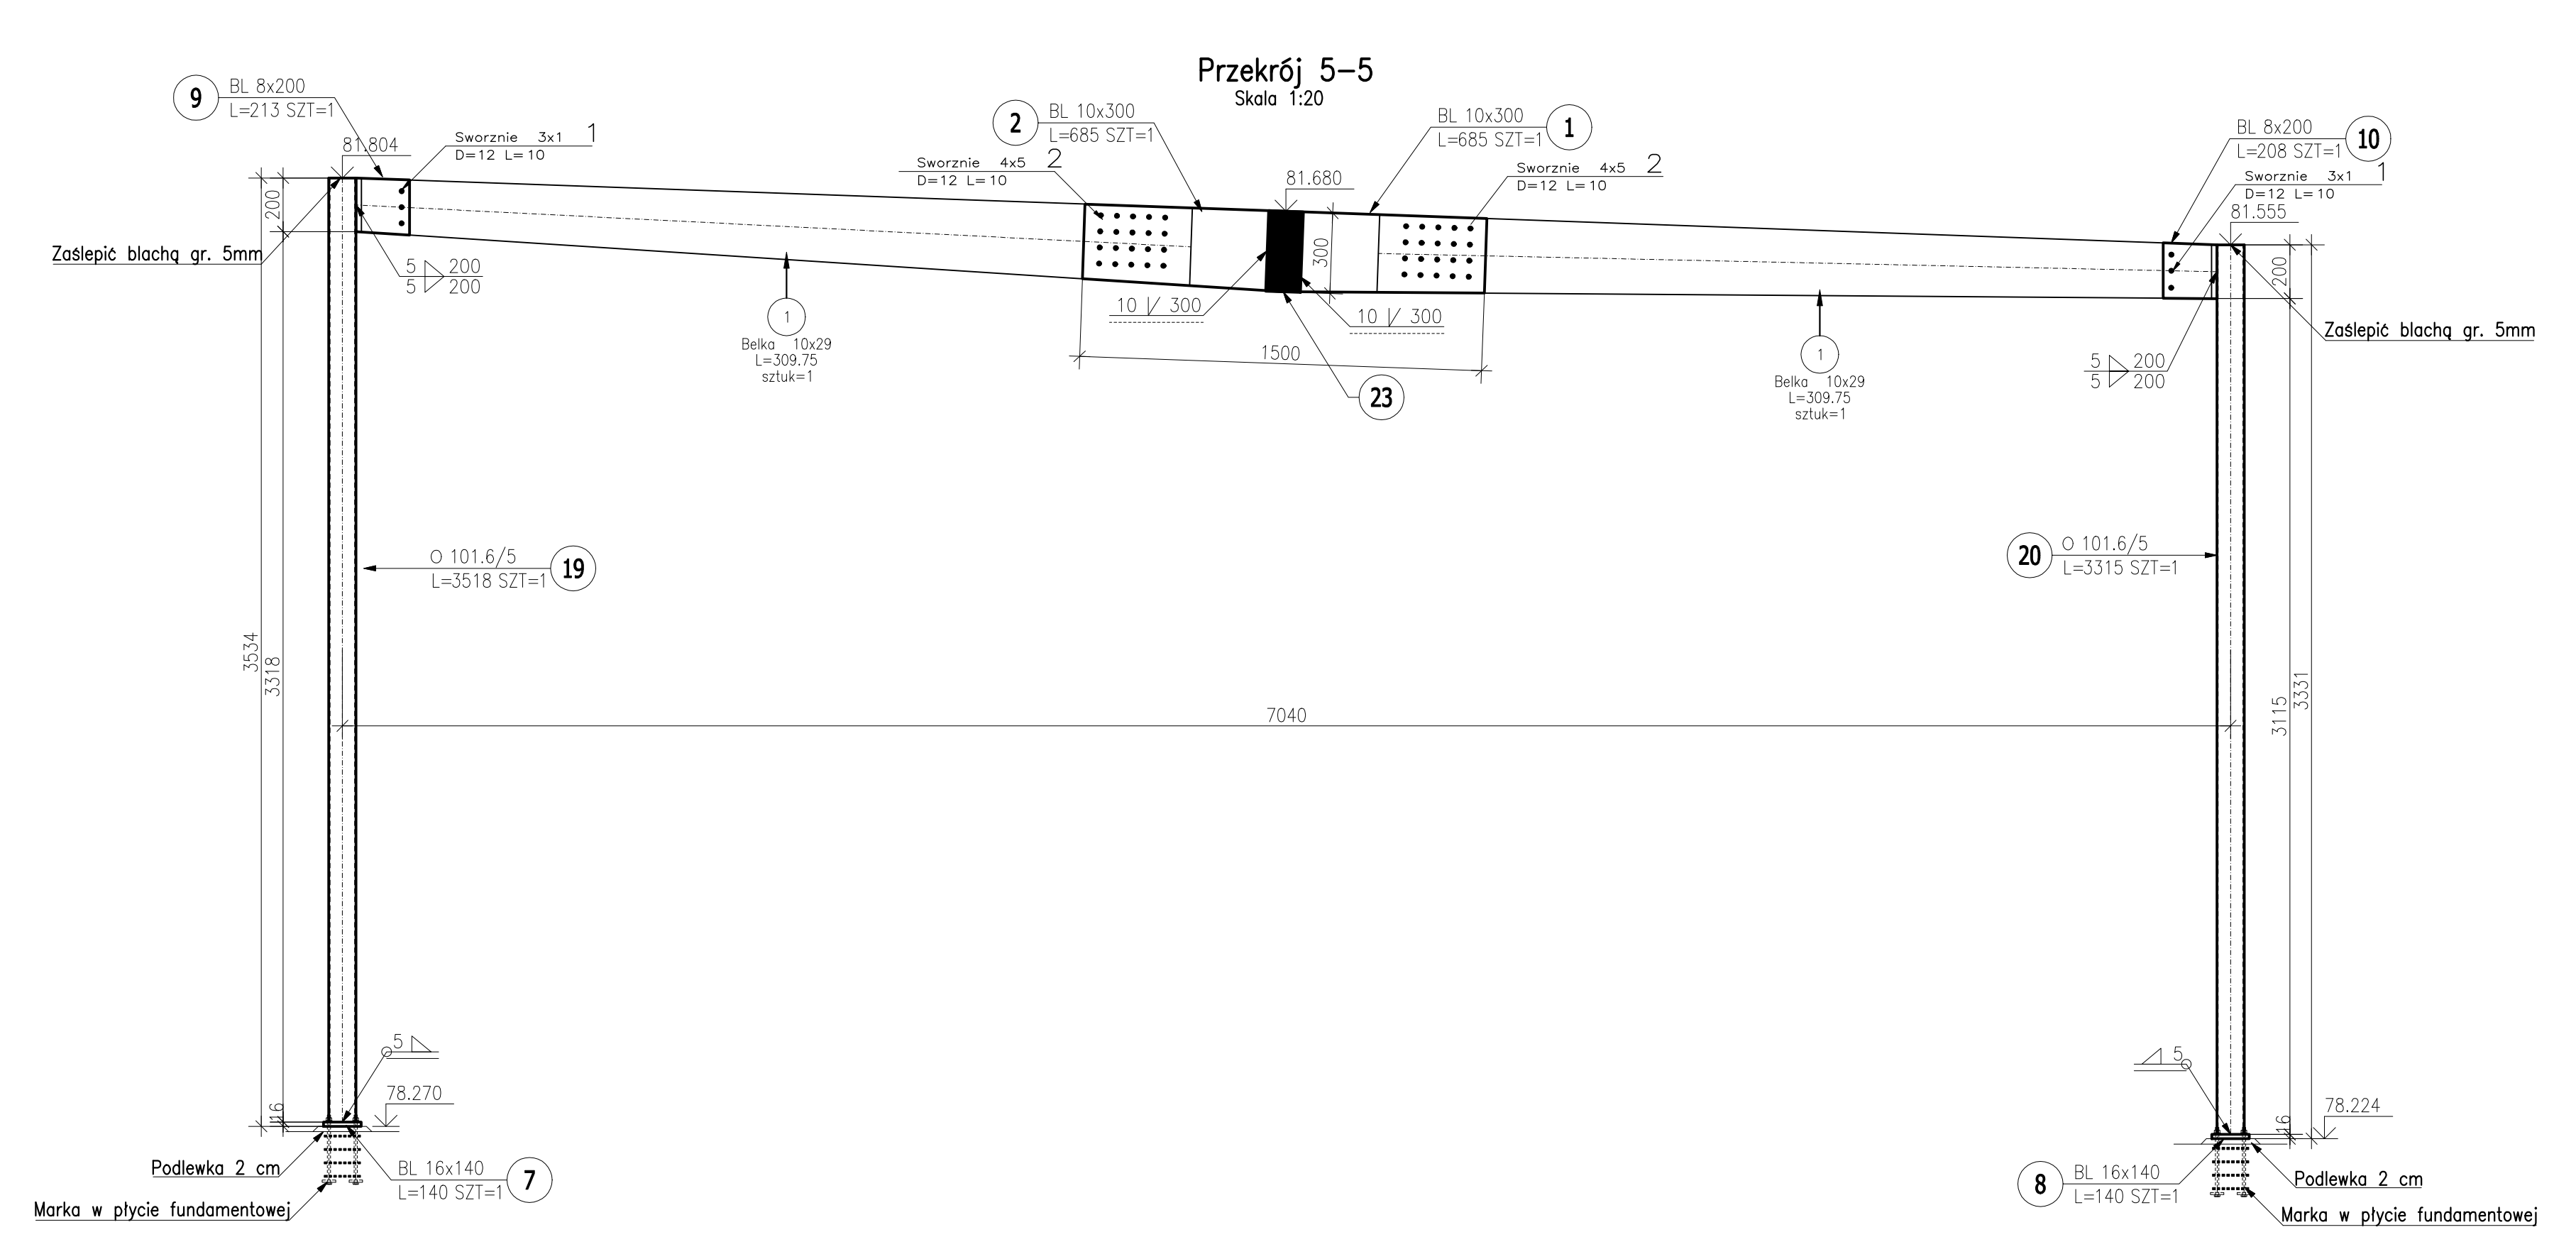 Przekrój 5-5
Skala 1:20
9
BL 8x200
L=213 SZT=1
81.804
Sworznie 3x1 1
D=12 L=10
2
BL 10x300
L=685 SZT=1
Sworznie 4x5 2
D=12 L=10
BL 10x300
L=685 SZT=1
1
81.680
Sworznie 4x5 2
D=12 L=10
BL 8x200
L=208 SZT=1
10
Sworznie 3x1 1
D=12 L=10
81.555
200
Zaślepić blachą gr. 5mm
5 200
5 200
1
Belka 10x29
L=309.75
sztuk=1
10 300
300
10 300
1500
23
1
Belka 10x29
L=309.75
sztuk=1
200
Zaślepić blachą gr. 5mm
5 200
5 200
O 101.6/5
L=3518 SZT=1
19
20
O 101.6/5
L=3315 SZT=1
3534
3318
7040
3115
3331
5
78.270
16
Podlewka 2 cm
BL 16x140
L=140 SZT=1
7
Marka w płycie fundamentowej
5
78.224
16
8
BL 16x140
L=140 SZT=1
Podlewka 2 cm
Marka w płycie fundamentowej